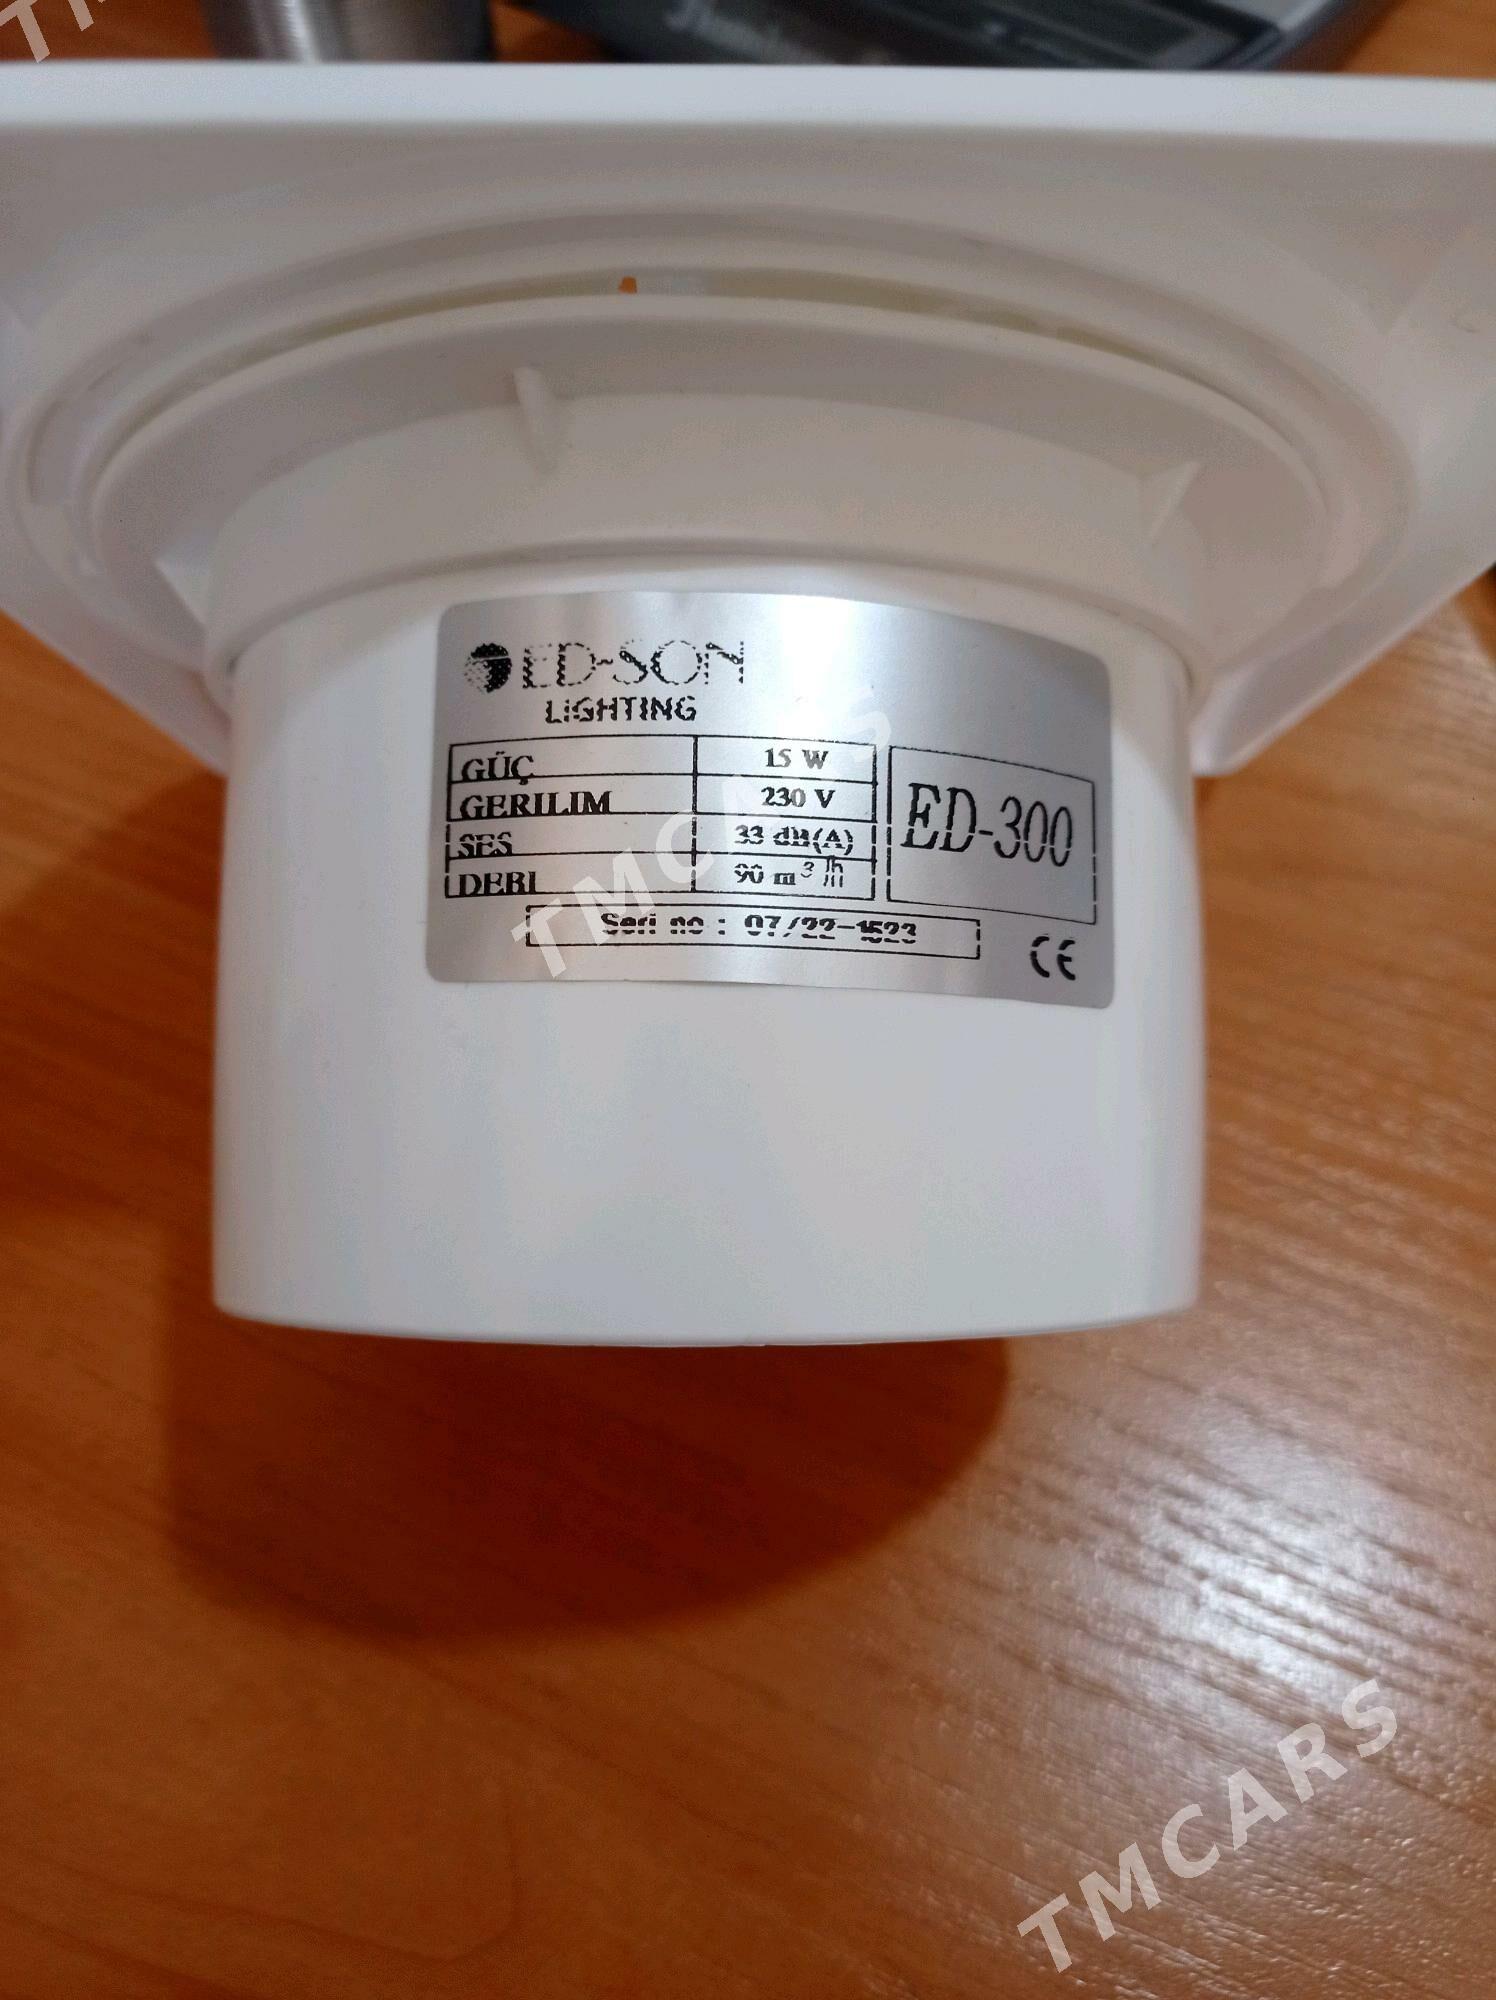 ED-SON
LIGHTING
GÜÇ 15 W
GERILIM 230 V
SES 33 dB(A)
DEBI 90 m³/h
ED-300
Seri no : 07/22-1523
CE
TMCARS
TMCARS